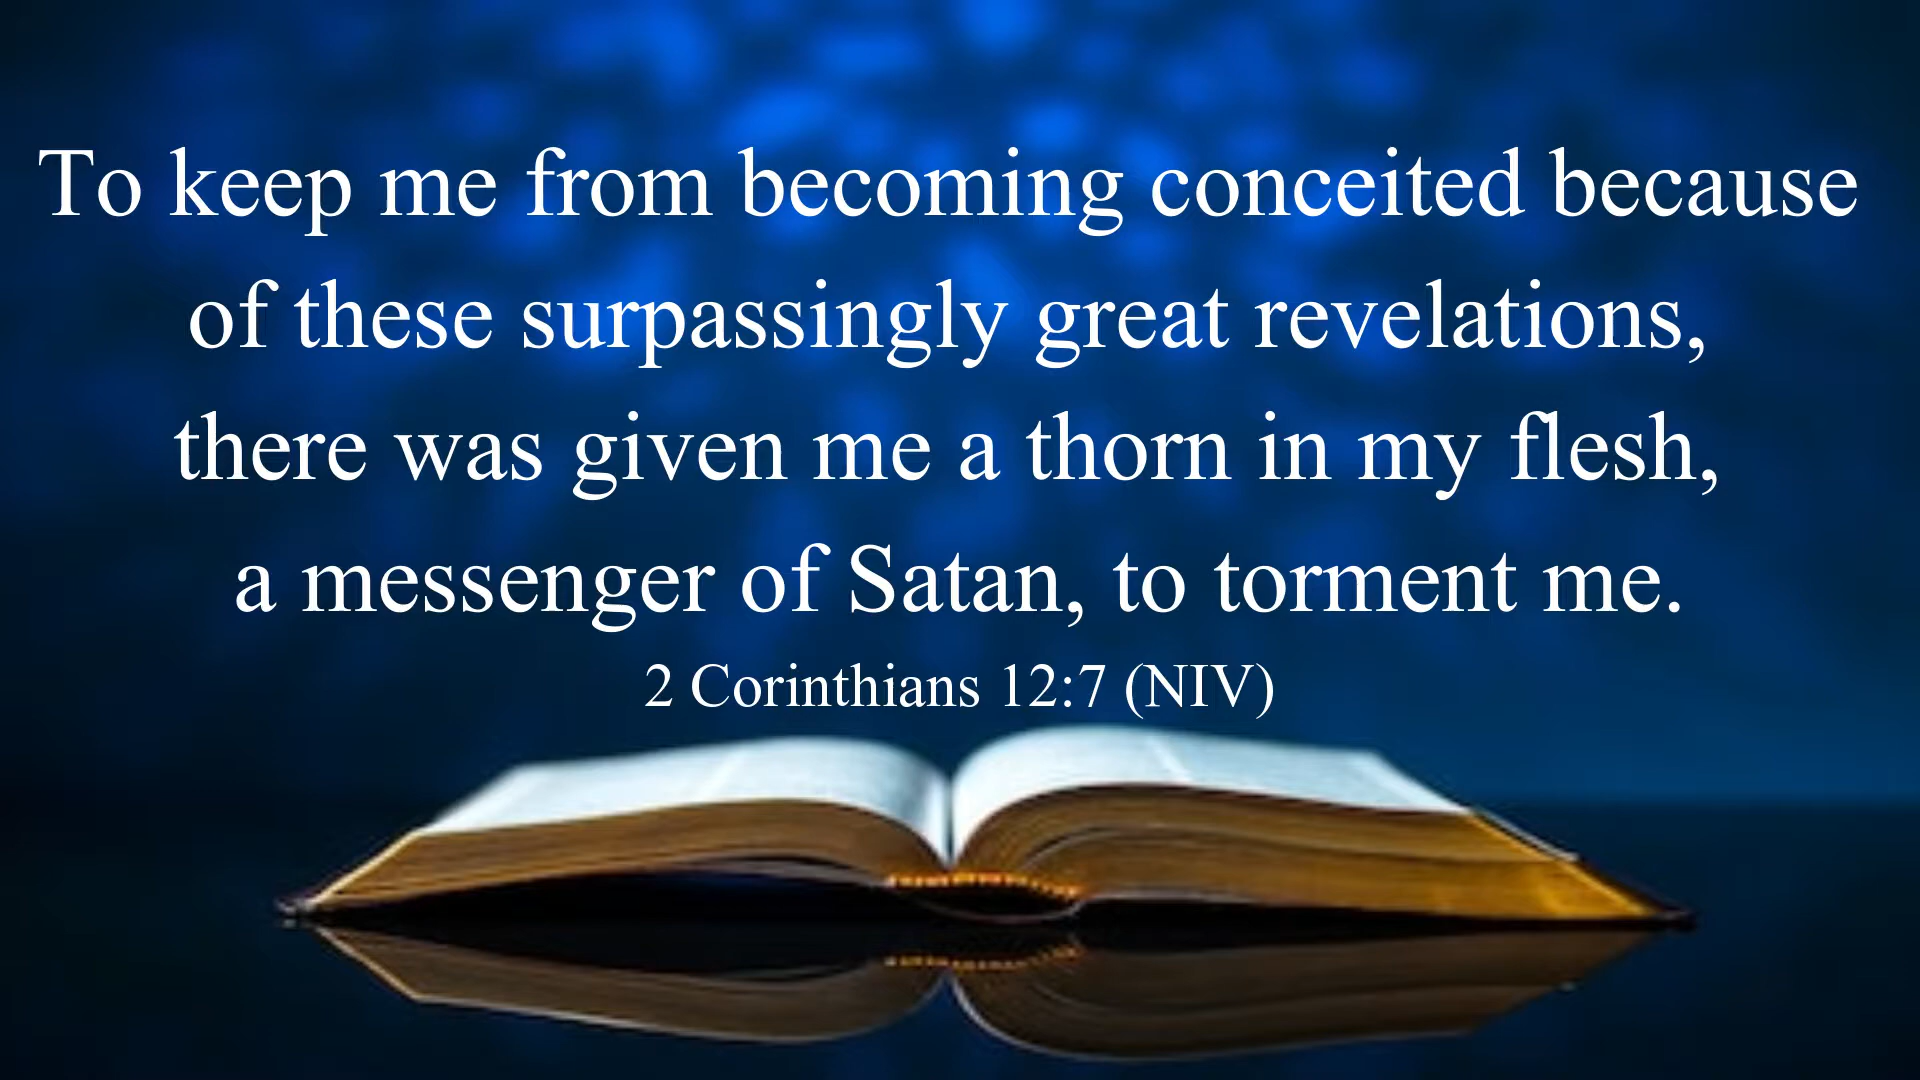 To keep me from becoming conceited because
of these surpassingly great revelations,
there was given me a thorn in my flesh,
a messenger of Satan, to torment me.
2 Corinthians 12:7 (NIV)